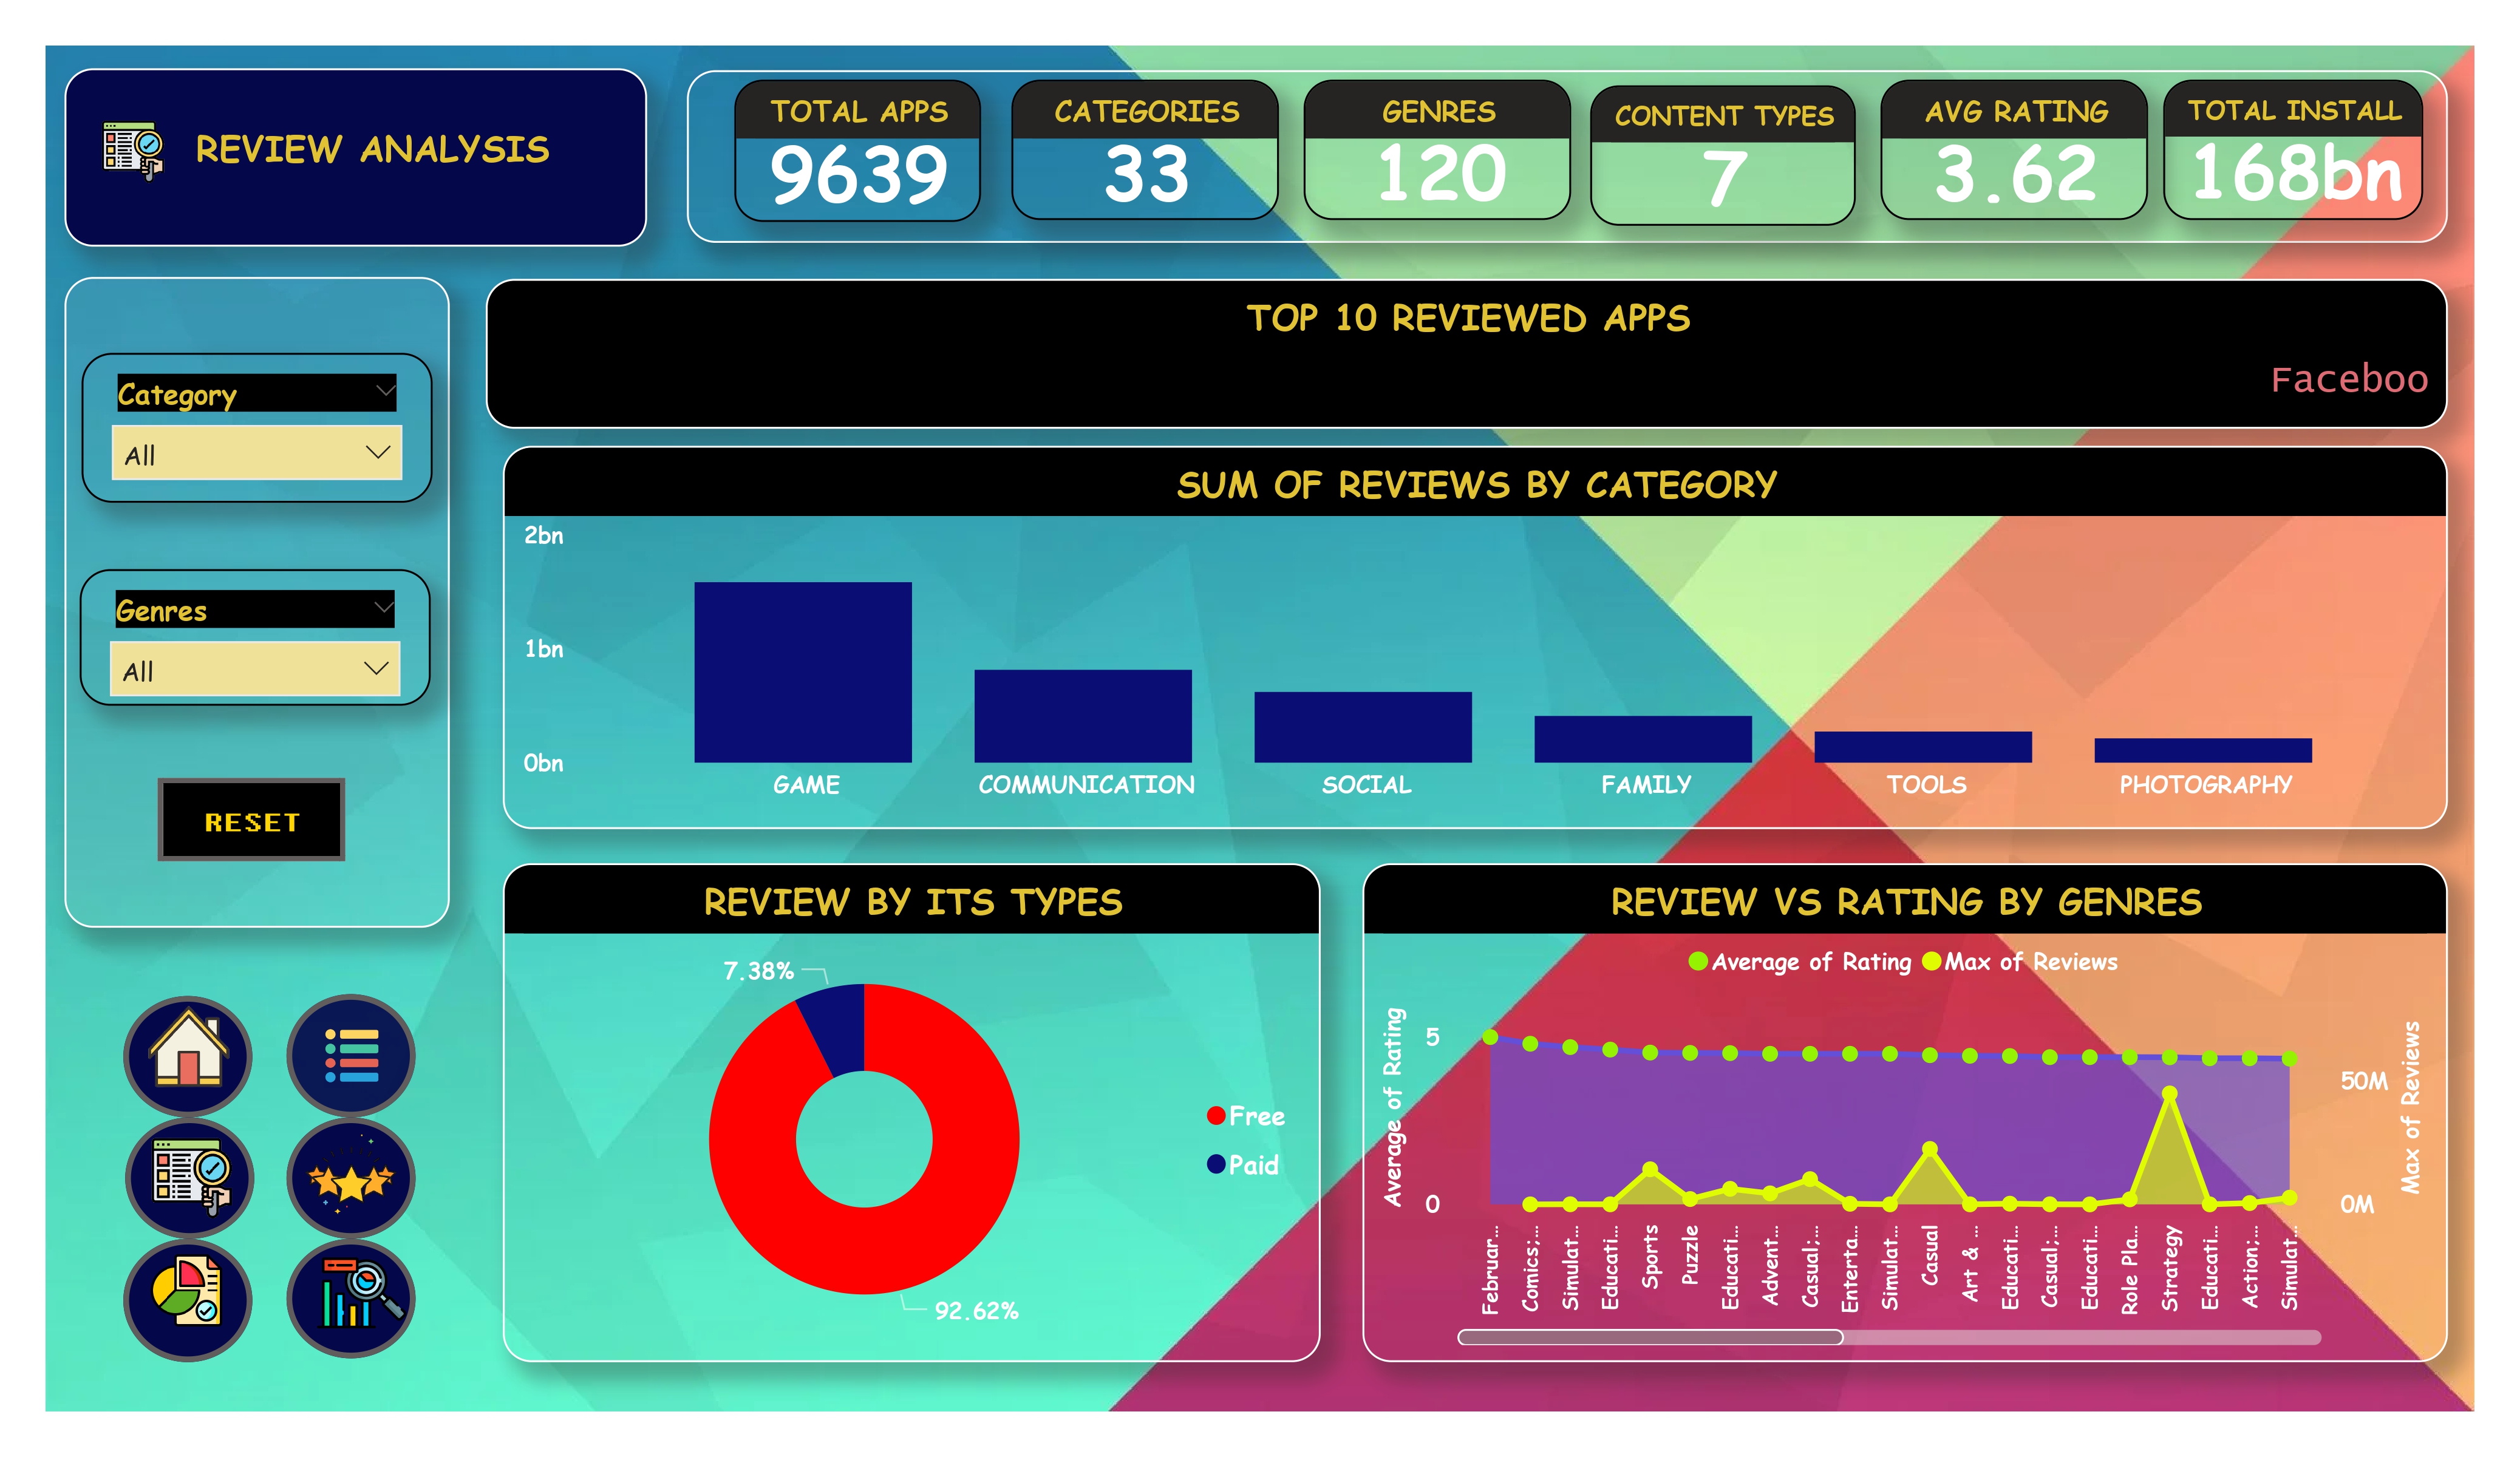 REVIEW ANALYSIS
TOTAL APPS
9639
CATEGORIES
33
GENRES
120
CONTENT TYPES
7
AVG RATING
3.62
TOTAL INSTALL
168bn
Category
All
Genres
All
RESET
TOP 10 REVIEWED APPS
Faceboo
SUM OF REVIEWS BY CATEGORY
2bn
1bn
0bn
GAME
COMMUNICATION
SOCIAL
FAMILY
TOOLS
PHOTOGRAPHY
REVIEW BY ITS TYPES
7.38%
92.62%
Free
Paid
REVIEW VS RATING BY GENRES
Average of Rating
Max of Reviews
Average of Rating
5
0
50M
0M
Max of Reviews
Februar...
Comics;...
Simulat...
Educati...
Sports
Puzzle
Educati...
Advent...
Casual;...
Enterta...
Simulat...
Casual
Art & ...
Educati...
Casual;...
Educati...
Role Pla...
Strategy
Educati...
Action;...
Simulat...